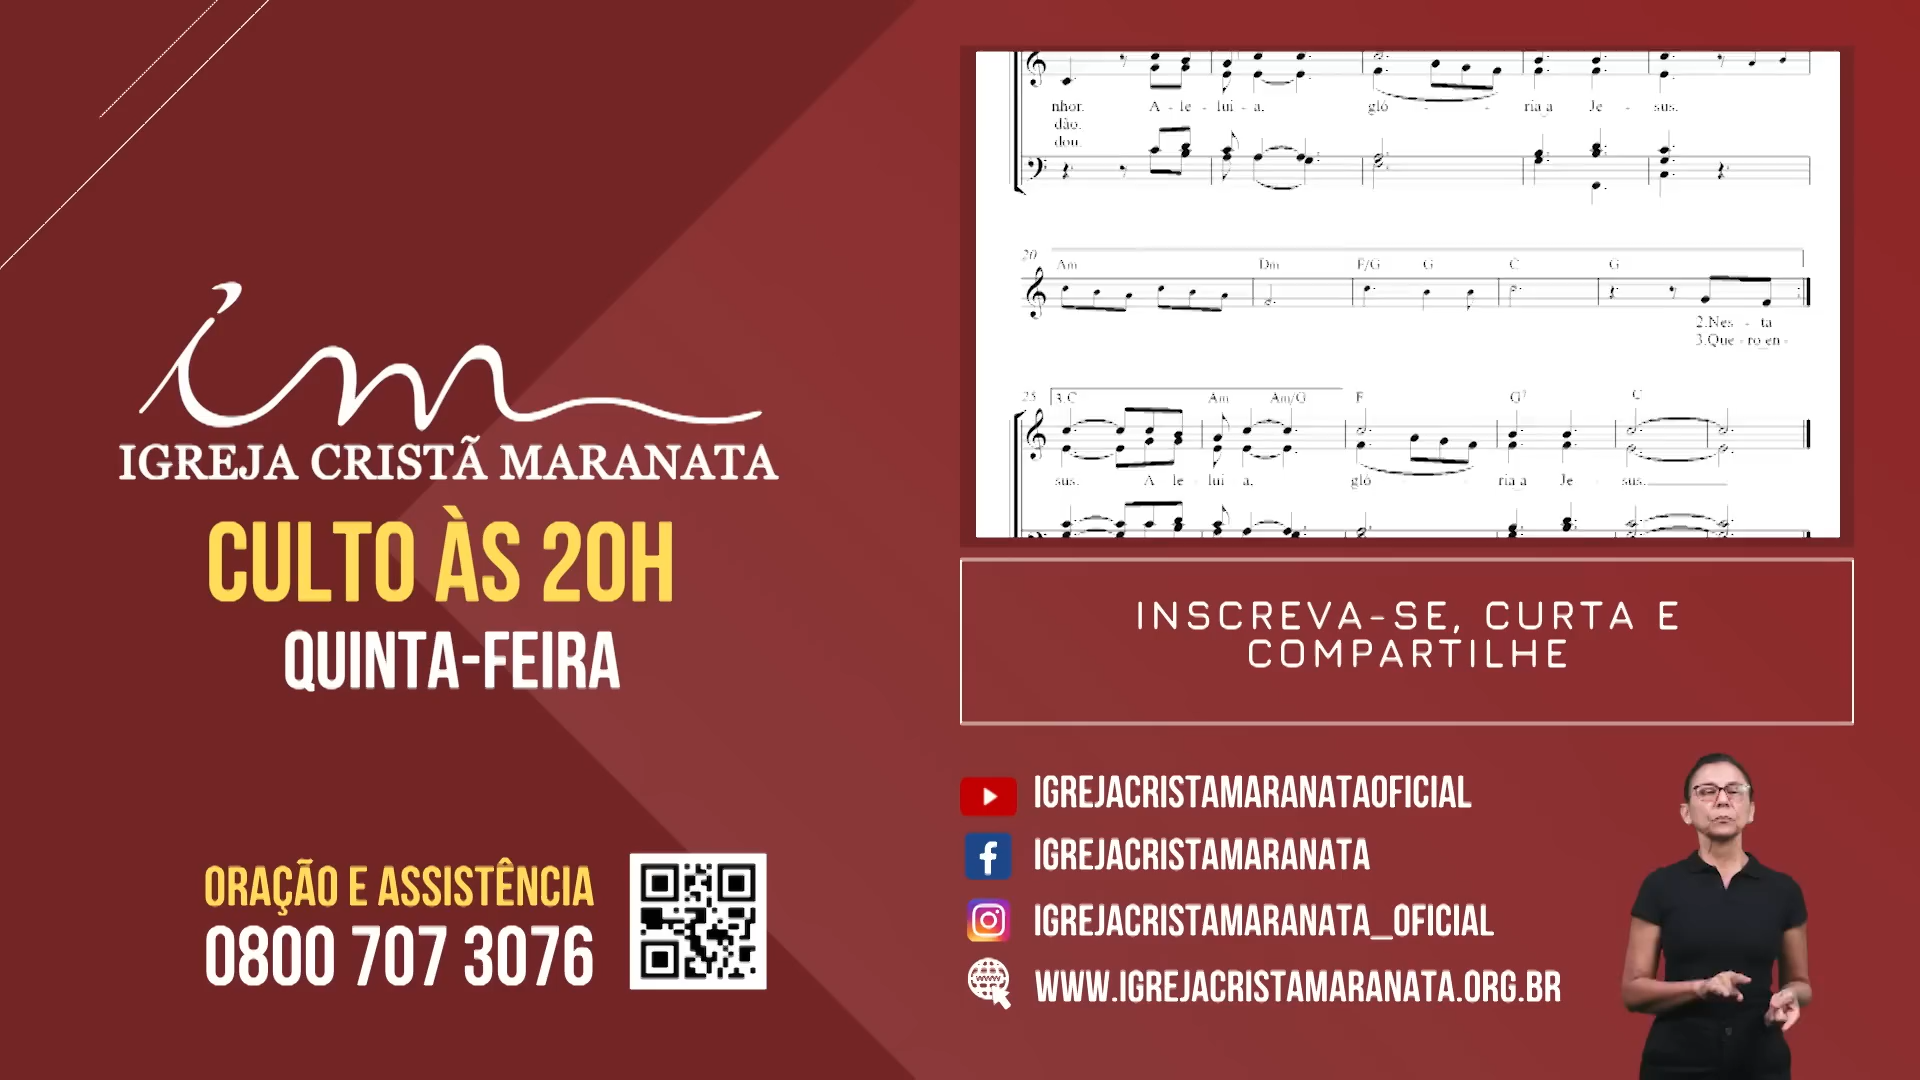 IGREJA CRISTÃ MARANATA
CULTO ÀS 20H
QUINTA-FEIRA
ORAÇÃO E ASSISTÊNCIA
0800 707 3076
nhor. A - le - lui - a, gló - - ria a Je - sus.
dão.
dou.
20
Am Dm F/G G C G
2.Nes - ta
3.Que - ro en -
25 3.C Am Am/G F G7 C
sus. A le - lui a, gló - - ria a Je - sus.
INSCREVA-SE, CURTA E
COMPARTILHE
IGREJACRISTAMARANATAOFICIAL
IGREJACRISTAMARANATA
IGREJACRISTAMARANATA_OFICIAL
WWW.IGREJACRISTAMARANATA.ORG.BR